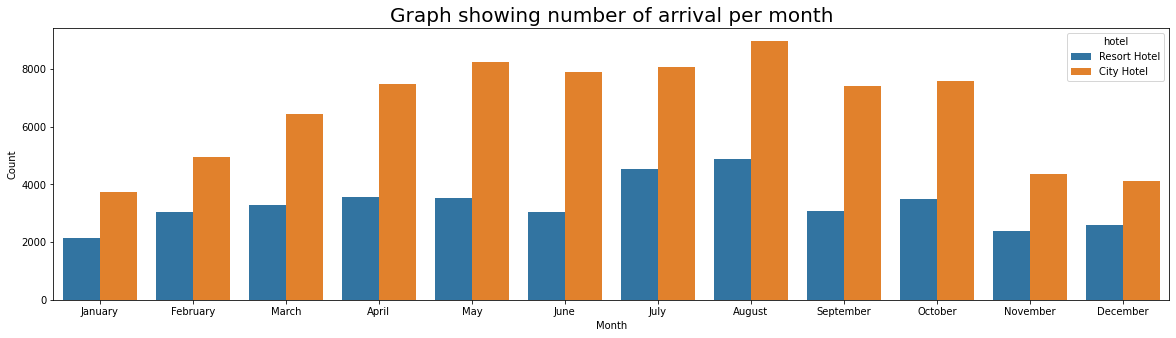 Graph showing number of arrival per month
hotel
Resort Hotel
City Hotel
Count
8000
6000
4000
2000
0
January February March April May June July August September October November December
Month